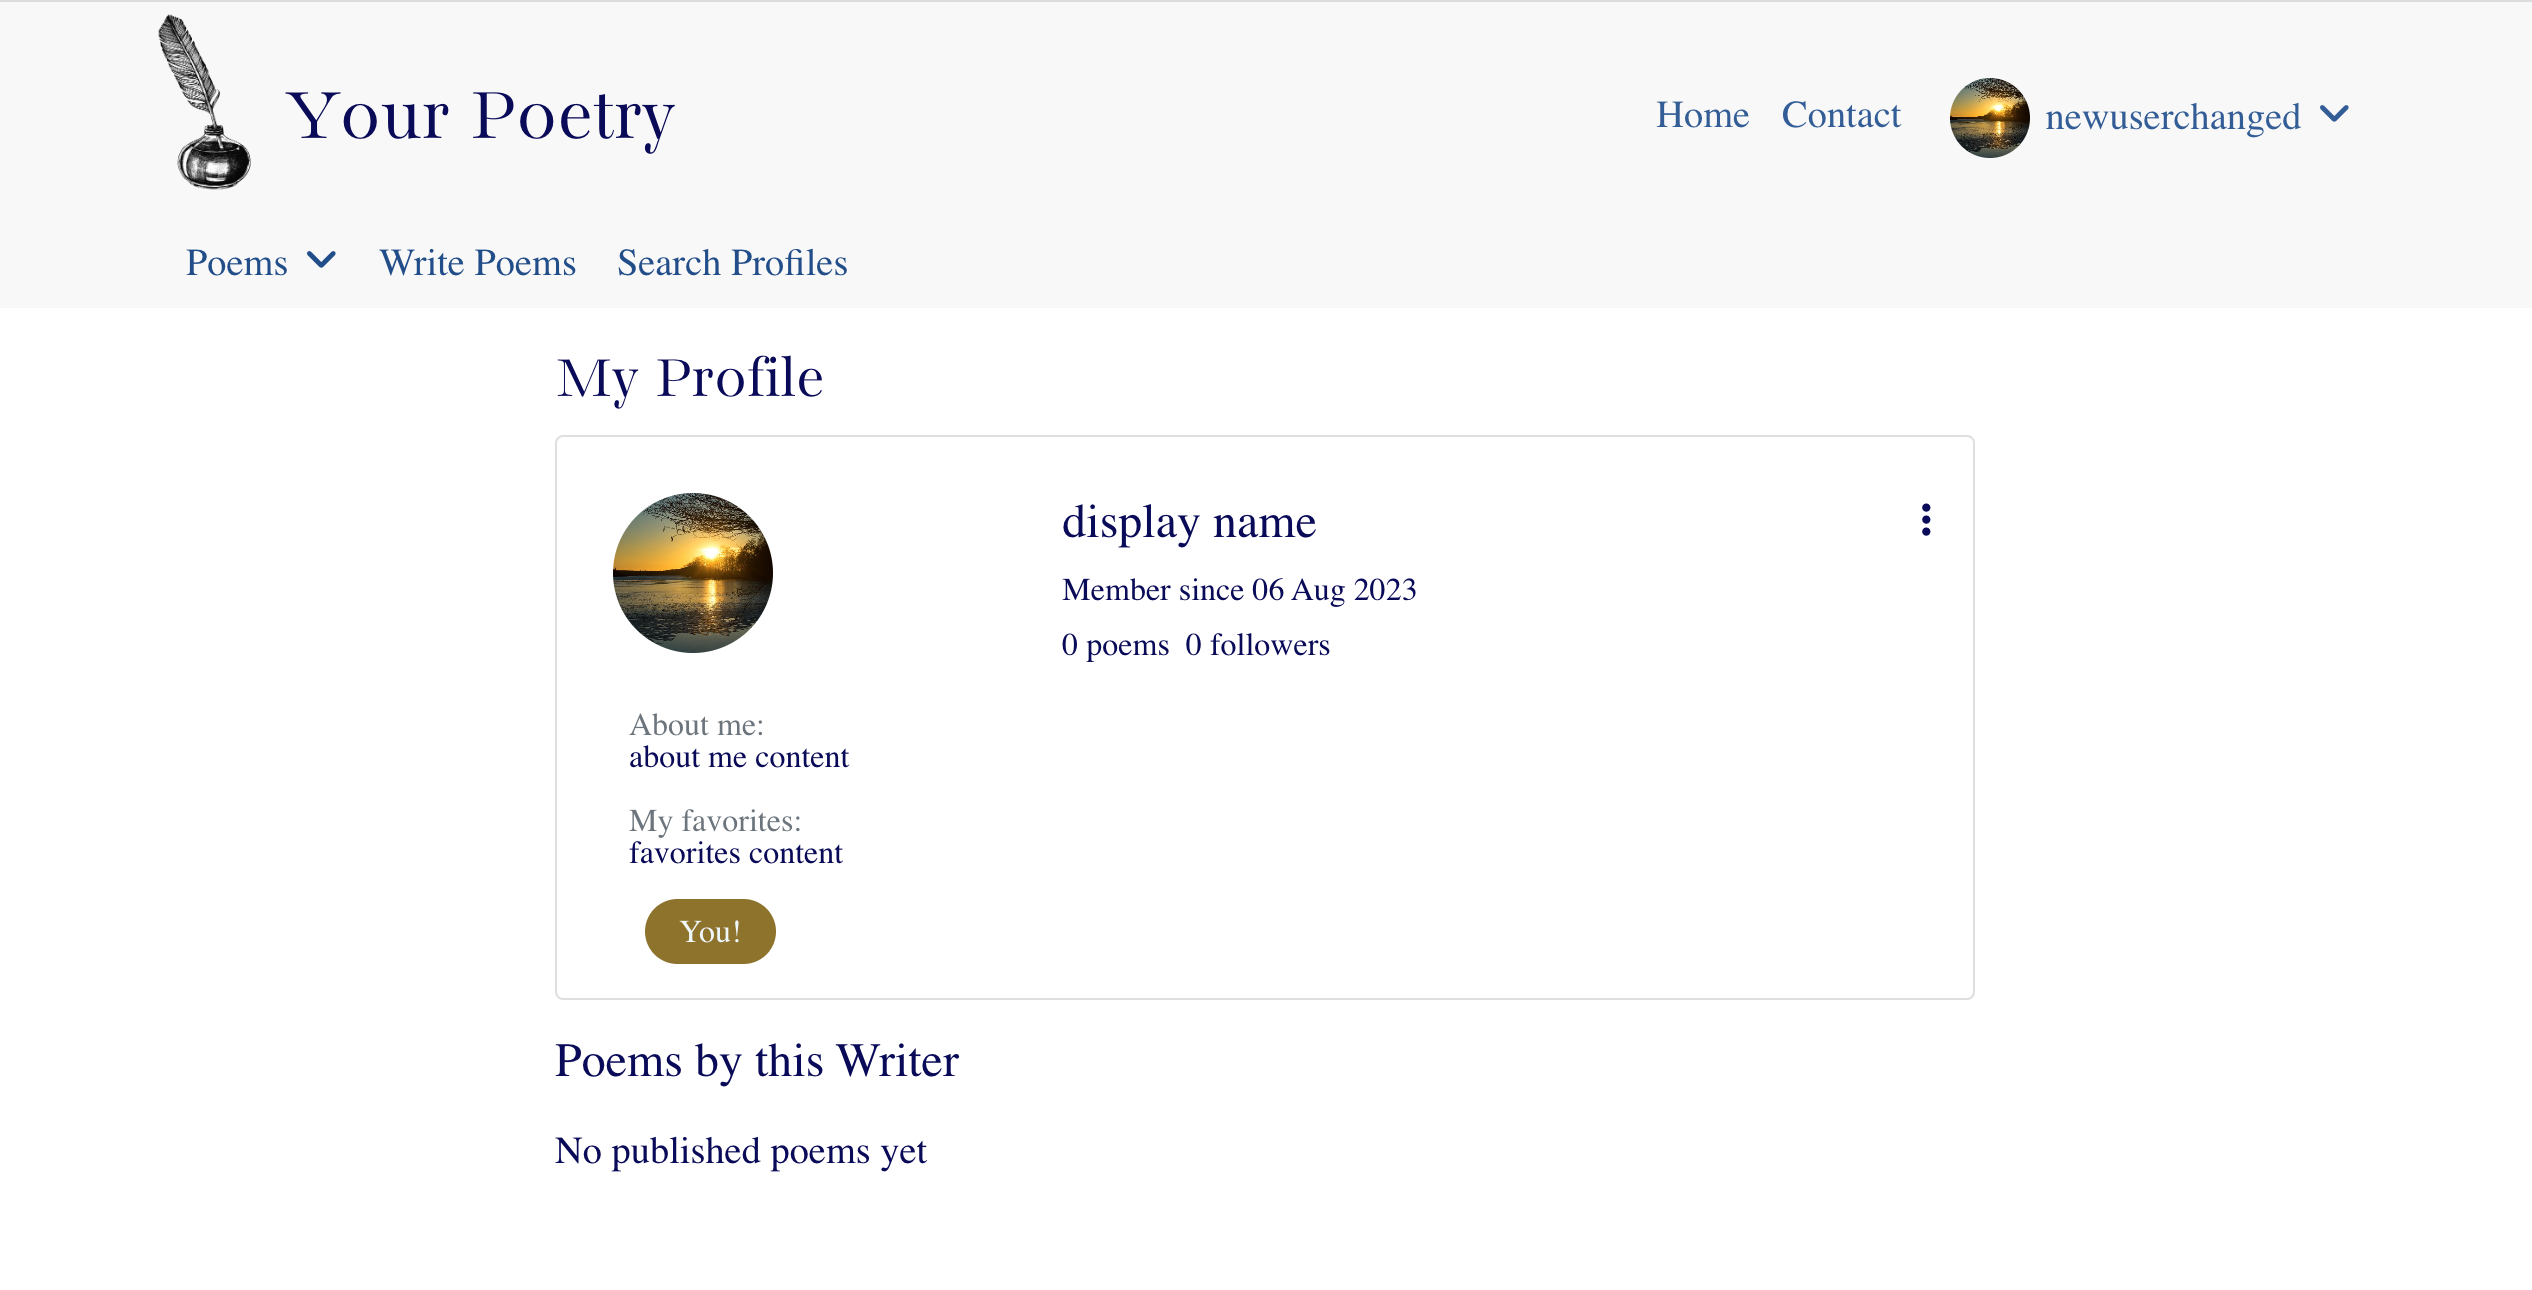 Your Poetry
Home Contact newuserchanged
Poems Write Poems Search Profiles
My Profile
display name
Member since 06 Aug 2023
0 poems 0 followers
About me:
about me content
My favorites:
favorites content
You!
Poems by this Writer
No published poems yet